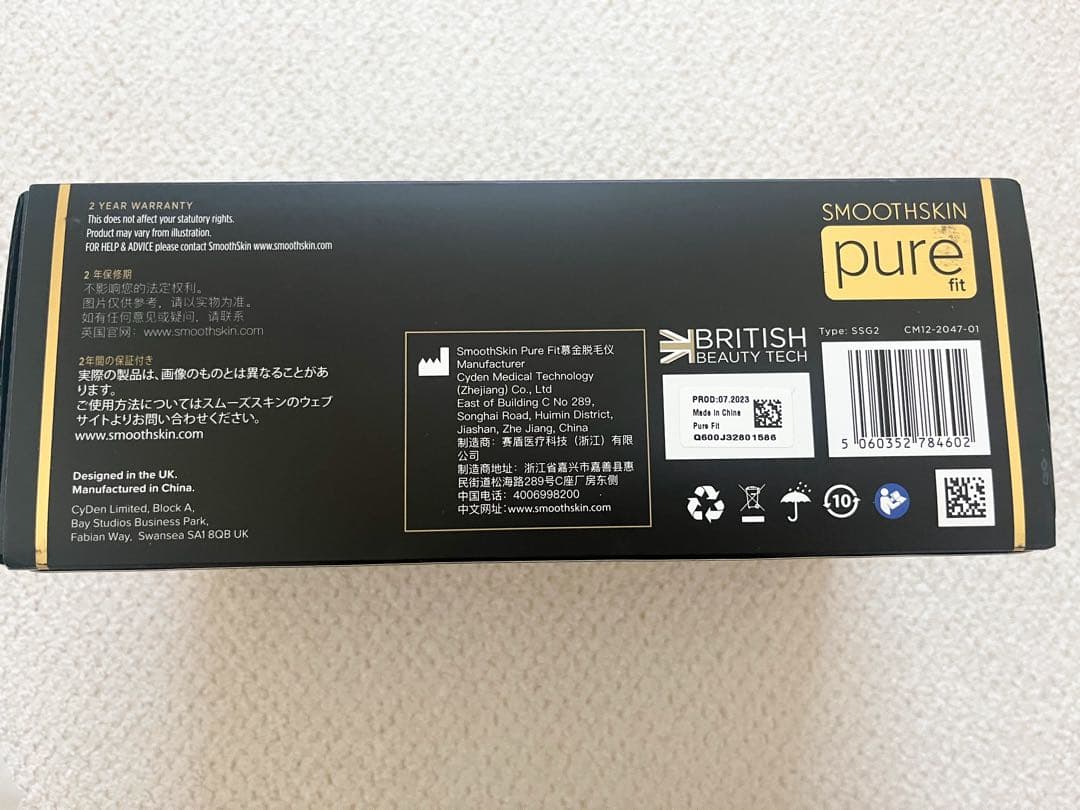 2 YEAR WARRANTY
This does not affect your statutory rights.
Product may vary from illustration.
FOR HELP & ADVICE please contact SmoothSkin www.smoothskin.com
2 年保修期
不影响您的法定权利。
图片仅供参考，请以实物为准。
如有任何意见或疑问，请联系
英国官网：www.smoothskin.com
2年間の保証付き
実際の製品は、画像のものとは異なることがあ
ります。
ご使用方法についてはスムーズスキンのウェブ
サイトよりお問い合わせください。
www.smoothskin.com
Designed in the UK.
Manufactured in China.
CyDen Limited, Block A,
Bay Studios Business Park,
Fabian Way, Swansea SA1 8QB UK
SmoothSkin Pure Fit慕金脱毛仪
Manufacturer
Cyden Medical Technology
(Zhejiang) Co., Ltd
East of Building C No 289,
Songhai Road, Huimin District,
Jiashan, Zhe Jiang, China
制造商：赛盾医疗科技（浙江）有限
公司
制造商地址：浙江省嘉兴市嘉善县惠
民街道松海路289号C座厂房东侧
中国电话：4006998200
中文网址：www.smoothskin.com
SMOOTHSKIN
pure
fit
BRITISH
BEAUTY TECH
Type: SSG2 CM12-2047-01
PROD:07.2023
Made in China
Pure Fit
Q600J32801586
5 060352 784602
10